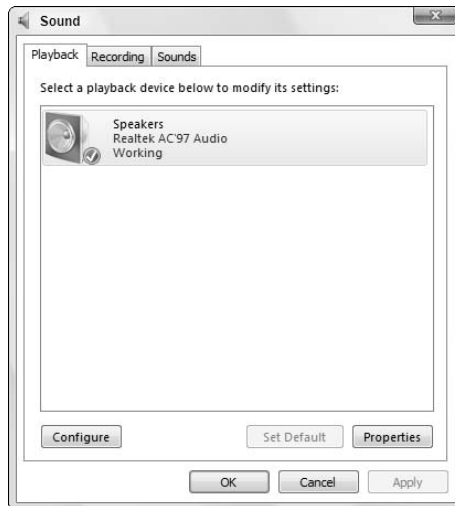 Sound
Playback Recording Sounds
Select a playback device below to modify its settings:
Speakers
Realtek AC'97 Audio
Working
Configure Set Default Properties
OK Cancel Apply